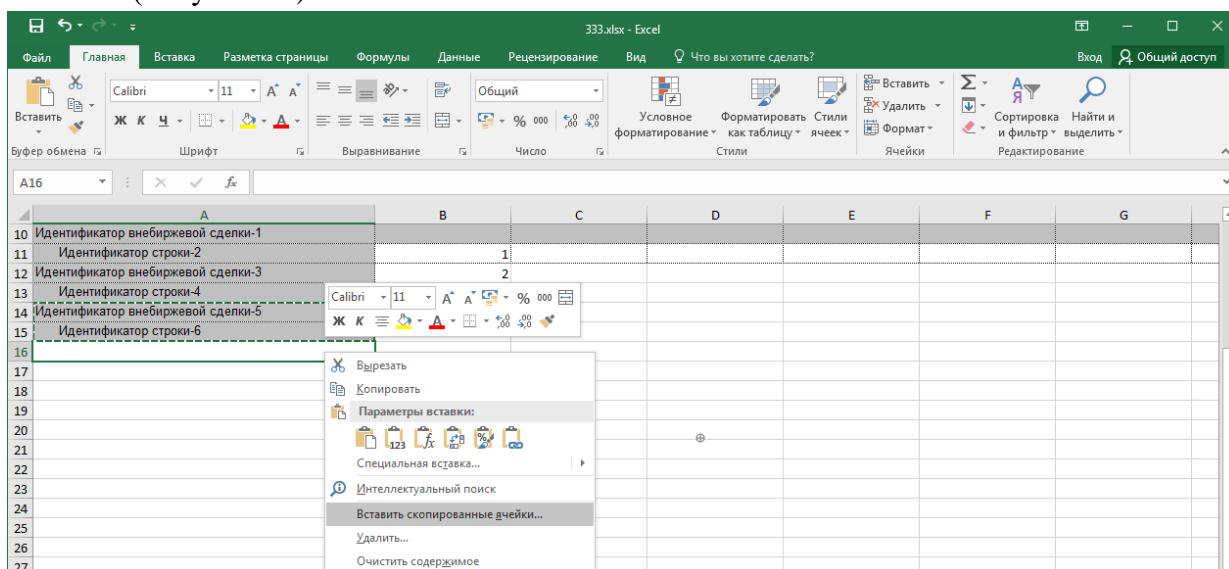 333.xlsx - Excel
Файл Главная Вставка Разметка страницы Формулы Данные Рецензирование Вид Что вы хотите сделать? Вход Общий доступ
Вставить
Calibri 11
Ж К Ч
Общий
% 000
Условное форматирование
Форматировать как таблицу
Стили ячеек
Вставить
Удалить
Формат
Сортировка и фильтр
Найти и выделить
Буфер обмена Шрифт Выравнивание Число Стили Ячейки Редактирование
A16 fx
A B C D E F G
10 Идентификатор внебиржевой сделки-1
11 Идентификатор строки-2 1
12 Идентификатор внебиржевой сделки-3 2
13 Идентификатор строки-4
14 Идентификатор внебиржевой сделки-5
15 Идентификатор строки-6
16
17
18
19
20
21
22
23
24
25
26
27
Calibri 11 % 000
Ж К
Вырезать
Копировать
Параметры вставки:
123 fx %
Специальная вставка...
Интеллектуальный поиск
Вставить скопированные ячейки...
Удалить...
Очистить содержимое